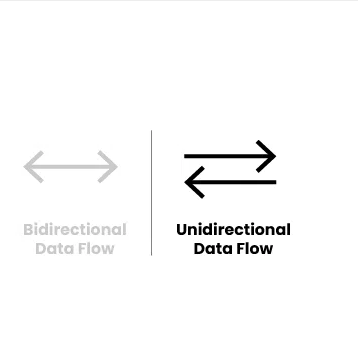 Bidirectional
Data Flow
Unidirectional
Data Flow